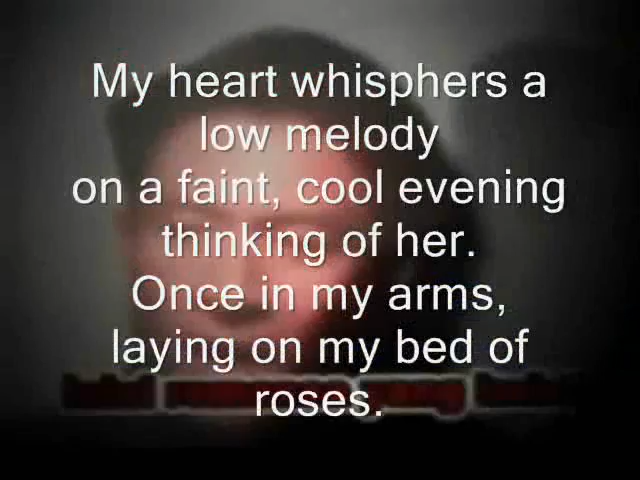 My heart whisphers a
low melody
on a faint, cool evening
thinking of her.
Once in my arms,
laying on my bed of
roses.